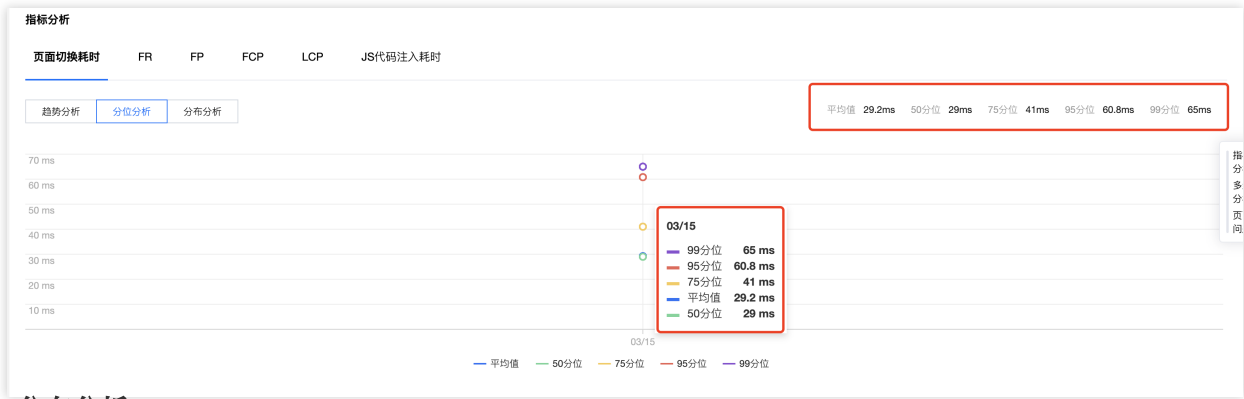 指标分析
页面切换耗时 FR FP FCP LCP JS代码注入耗时
趋势分析 分位分析 分布分析
平均值 29.2ms 50分位 29ms 75分位 41ms 95分位 60.8ms 99分位 65ms
70 ms
60 ms
50 ms
40 ms
30 ms
20 ms
10 ms
03/15
99分位 65 ms
95分位 60.8 ms
75分位 41 ms
平均值 29.2 ms
50分位 29 ms
03/15
平均值 50分位 75分位 95分位 99分位
指
分
多
分
页
问